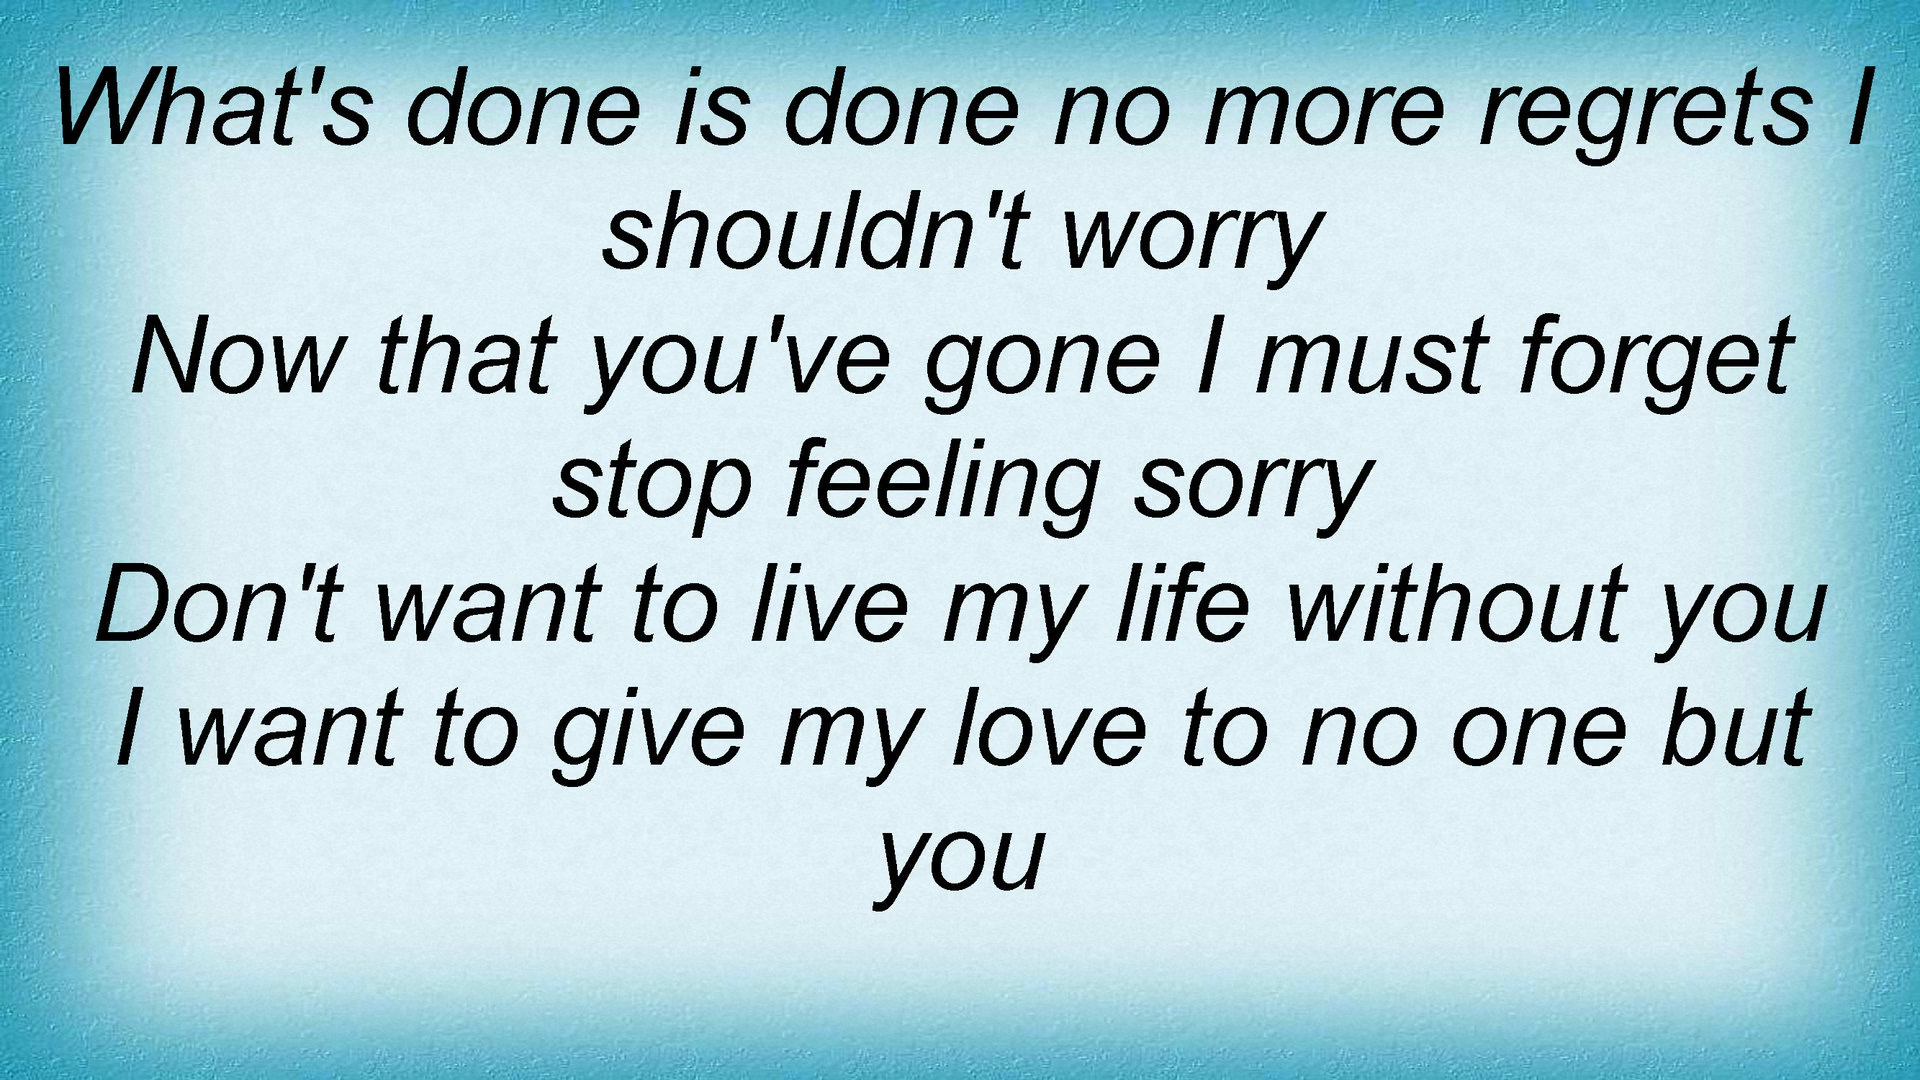 What's done is done no more regrets I
shouldn't worry
Now that you've gone I must forget
stop feeling sorry
Don't want to live my life without you
I want to give my love to no one but
you